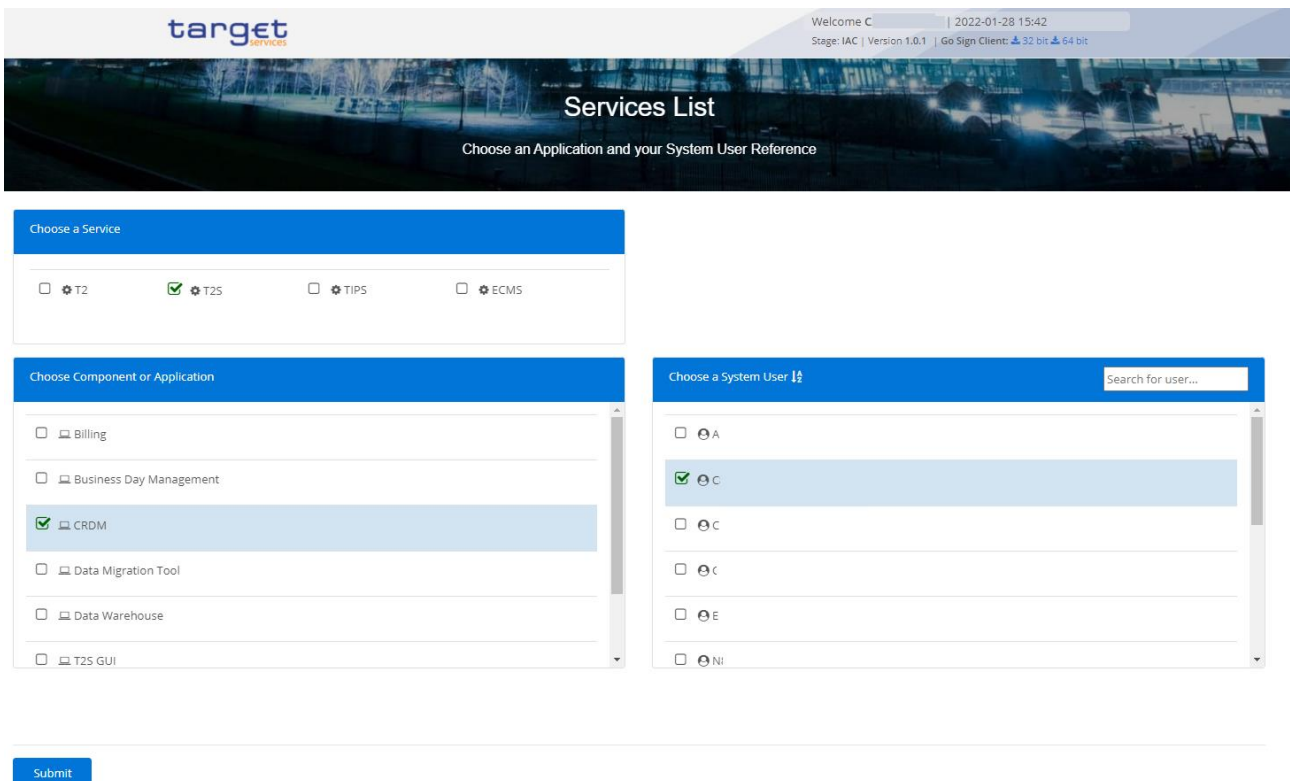 target
services
Welcome C | 2022-01-28 15:42
Stage: IAC | Version 1.0.1 | Go Sign Client: 32 bit 64 bit
Services List
Choose an Application and your System User Reference
Choose a Service
T2 T2S TIPS ECMS
Choose Component or Application
Billing
Business Day Management
CRDM
Data Migration Tool
Data Warehouse
T2S GUI
Choose a System User
Search for user...
A
C
C
C
E
Submit